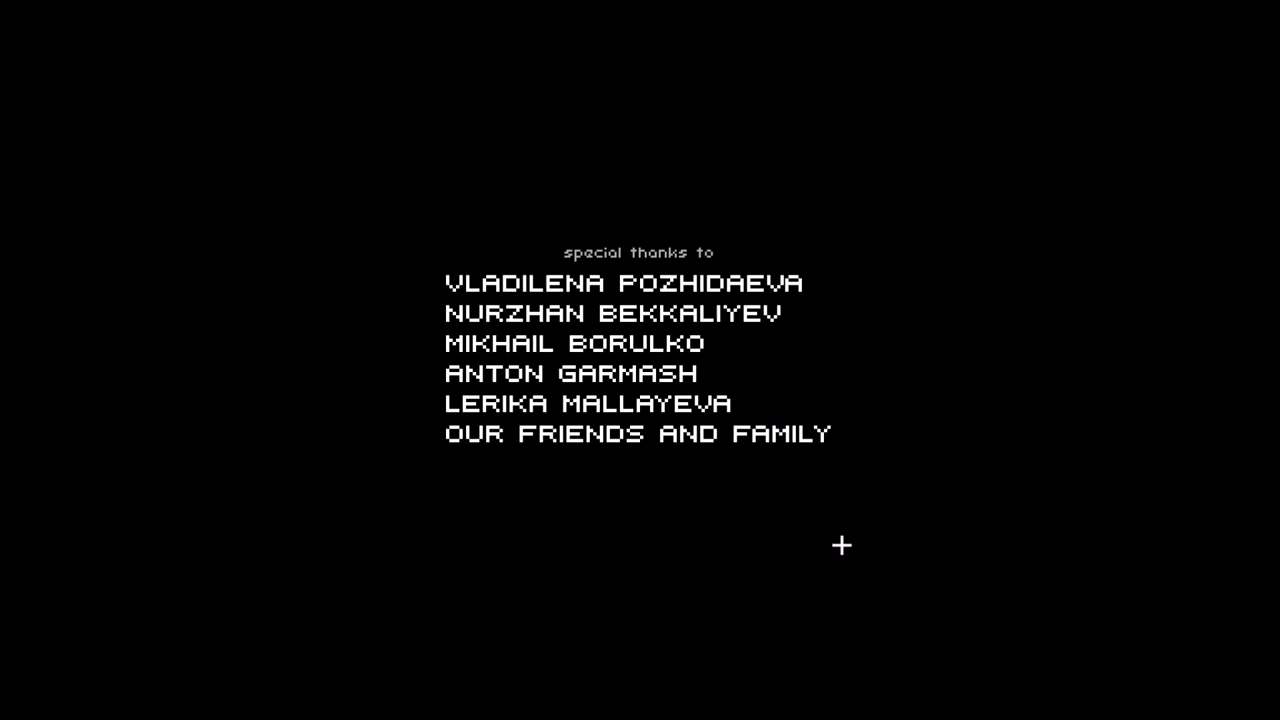 special thanks to
VLADILENA POZHIDAEVA
NURZHAN BEKKALIYEV
MIKHAIL BORULKO
ANTON GARMASH
LERIKA MALLAYEVA
OUR FRIENDS AND FAMILY